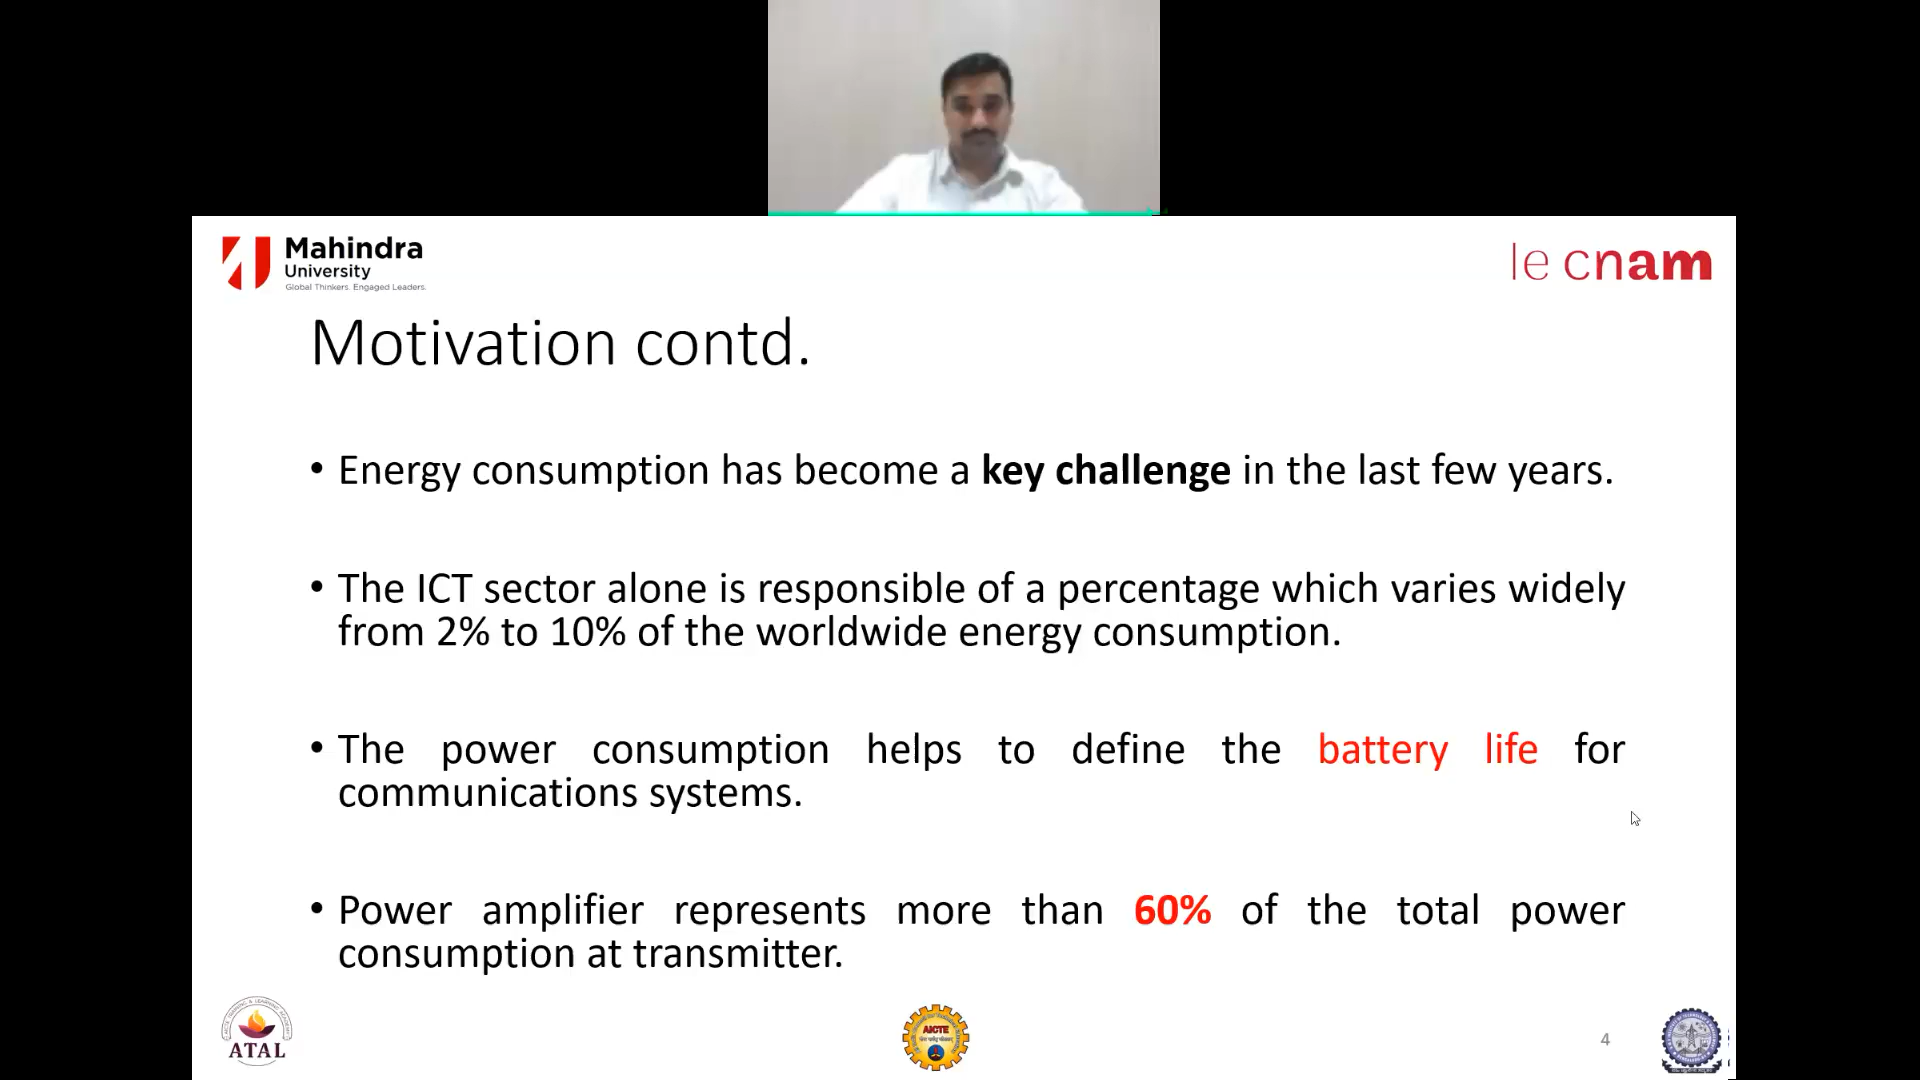 Mahindra
University
Global Thinkers. Engaged Leaders.
le cnam
Motivation contd.
• Energy consumption has become a key challenge in the last few years.
• The ICT sector alone is responsible of a percentage which varies widely
from 2% to 10% of the worldwide energy consumption.
• The power consumption helps to define the battery life for
communications systems.
• Power amplifier represents more than 60% of the total power
consumption at transmitter.
ATAL
AICTE
4